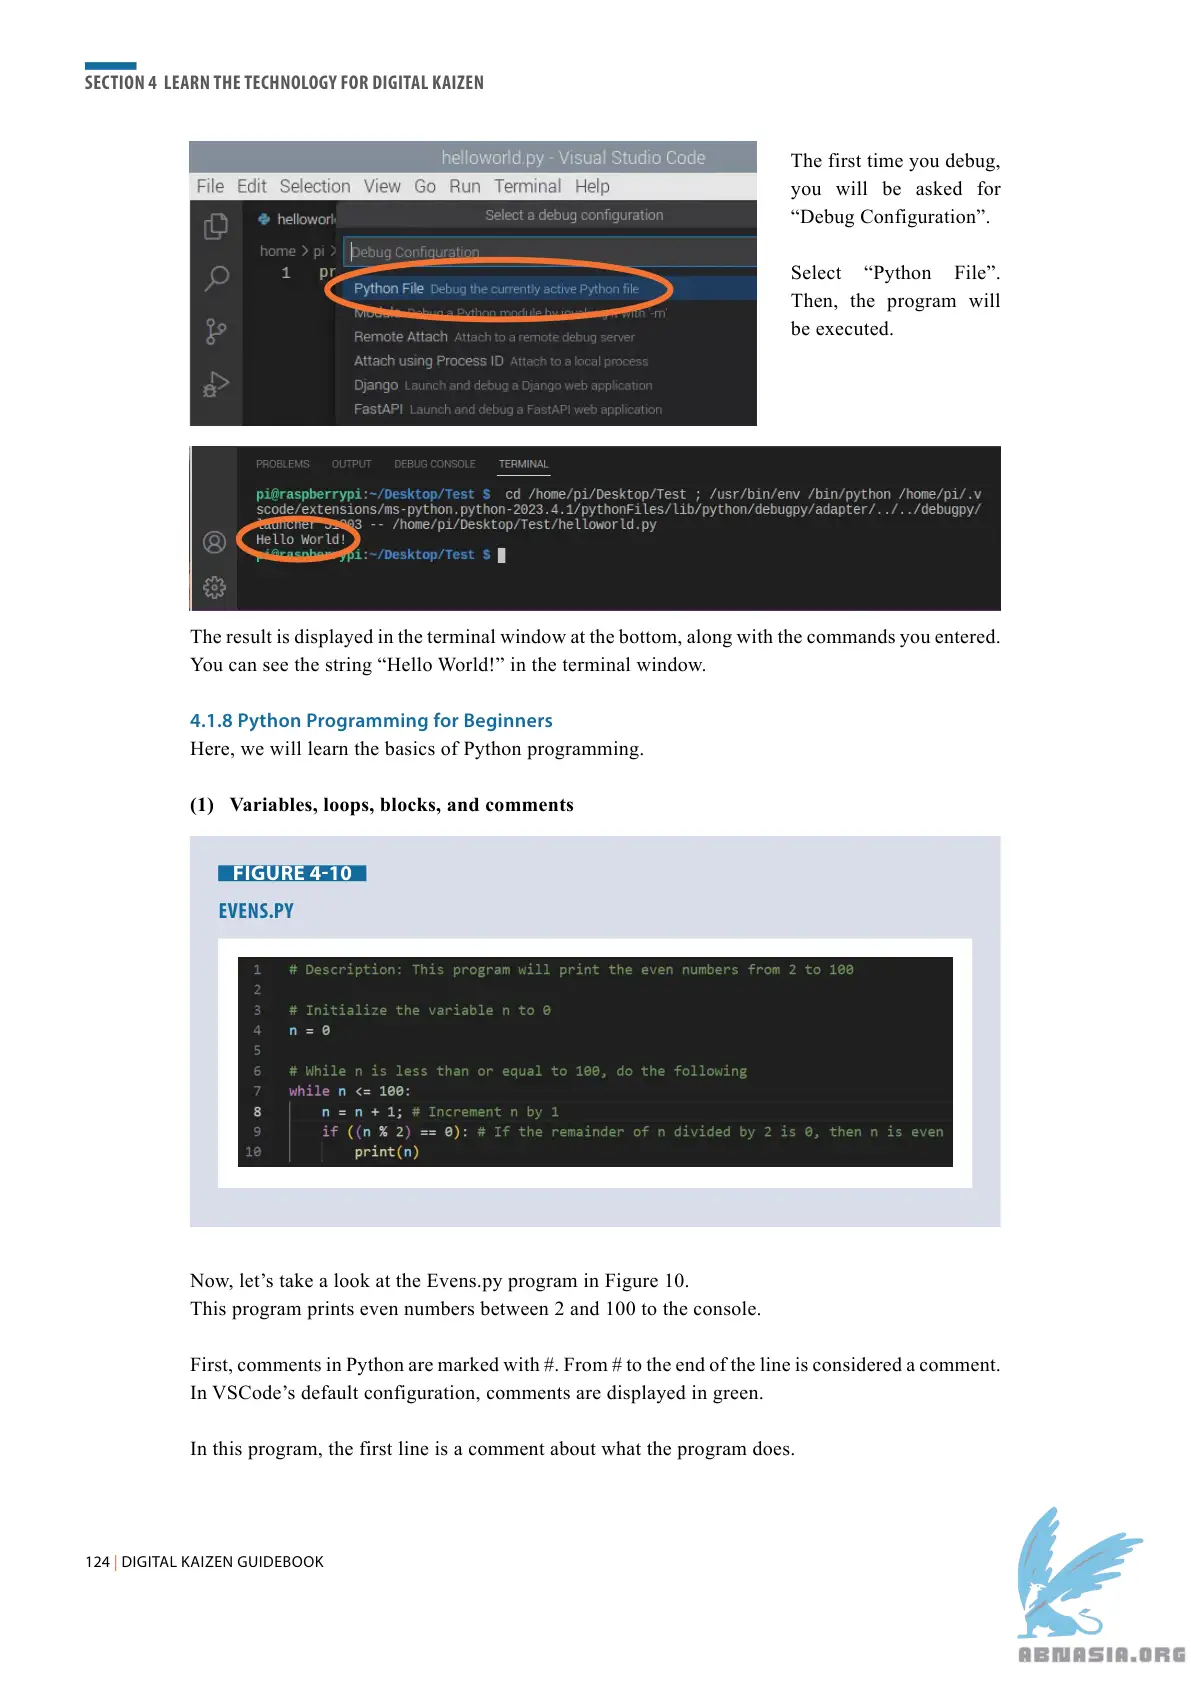 SECTION 4 LEARN THE TECHNOLOGY FOR DIGITAL KAIZEN
helloworld.py - Visual Studio Code
File Edit Selection View Go Run Terminal Help
Select a debug configuration
helloworl
home > pi >
Debug Configuration
1 pr
Python File Debug the currently active Python file
Module Debug a Python module by invoking it with '-m'
Remote Attach Attach to a remote debug server
Attach using Process ID Attach to a local process
Django Launch and debug a Django web application
FastAPI Launch and debug a FastAPI web application
The first time you debug,
you will be asked for
“Debug Configuration”.
Select “Python File”.
Then, the program will
be executed.
PROBLEMS OUTPUT DEBUG CONSOLE TERMINAL
pi@raspberrypi:~/Desktop/Test $ cd /home/pi/Desktop/Test ; /usr/bin/env /bin/python /home/pi/.v
scode/extensions/ms-python.python-2023.4.1/pythonFiles/lib/python/debugpy/adapter/../../debugpy/
launcher -- /home/pi/Desktop/Test/helloworld.py
Hello World!
pi@raspberrypi:~/Desktop/Test $
The result is displayed in the terminal window at the bottom, along with the commands you entered.
You can see the string “Hello World!” in the terminal window.
4.1.8 Python Programming for Beginners
Here, we will learn the basics of Python programming.
(1) Variables, loops, blocks, and comments
FIGURE 4-10
EVENS.PY
1 # Description: This program will print the even numbers from 2 to 100
2
3 # Initialize the variable n to 0
4 n = 0
5
6 # While n is less than or equal to 100, do the following
7 while n <= 100:
8 n = n + 1; # Increment n by 1
9 if ((n % 2) == 0): # If the remainder of n divided by 2 is 0, then n is even
10 print(n)
Now, let’s take a look at the Evens.py program in Figure 10.
This program prints even numbers between 2 and 100 to the console.
First, comments in Python are marked with #. From # to the end of the line is considered a comment.
In VSCode’s default configuration, comments are displayed in green.
In this program, the first line is a comment about what the program does.
124 | DIGITAL KAIZEN GUIDEBOOK
ABNASIA.ORG